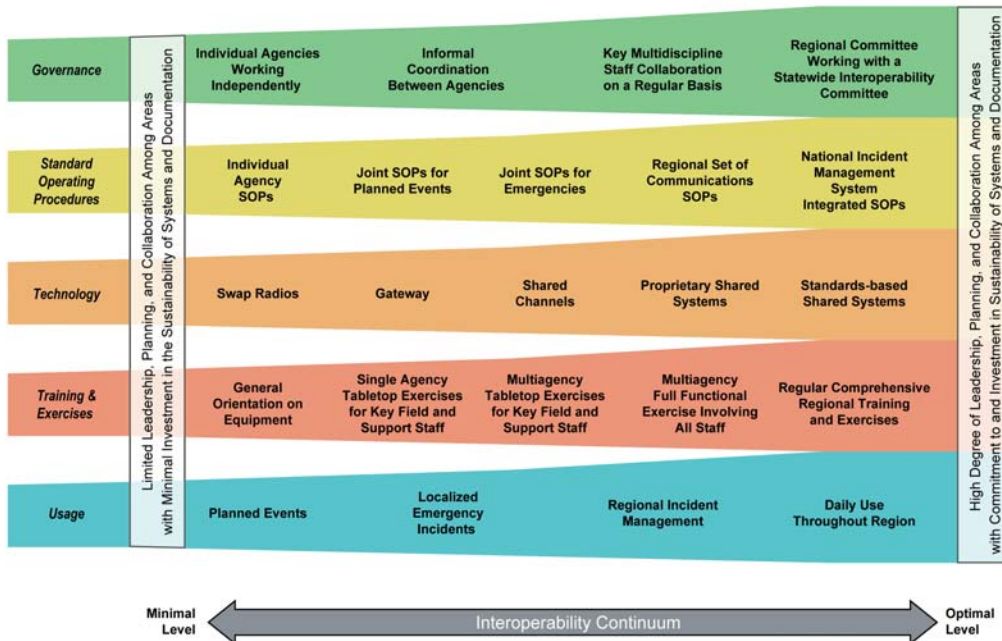 Governance
Individual Agencies
Working
Independently
Informal
Coordination
Between Agencies
Key Multidiscipline
Staff Collaboration
on a Regular Basis
Regional Committee
Working with a
Statewide Interoperability
Committee
Standard
Operating
Procedures
Individual
Agency
SOPs
Joint SOPs for
Planned Events
Joint SOPs for
Emergencies
Regional Set of
Communications
SOPs
National Incident
Management
System
Integrated SOPs
Technology
Swap Radios
Gateway
Shared
Channels
Proprietary Shared
Systems
Standards-based
Shared Systems
Training &
Exercises
General
Orientation on
Equipment
Single Agency
Tabletop Exercises
for Key Field and
Support Staff
Multiagency
Tabletop Exercises
for Key Field and
Support Staff
Multiagency
Full Functional
Exercise Involving
All Staff
Regular Comprehensive
Regional Training
and Exercises
Usage
Planned Events
Localized
Emergency
Incidents
Regional Incident
Management
Daily Use
Throughout Region
Limited Leadership, Planning, and Collaboration Among Areas
with Minimal Investment in the Sustainability of Systems and Documentation
High Degree of Leadership, Planning, and Collaboration Among Areas
with Commitment to and Investment in Sustainability of Systems and Documentation
Minimal
Level
Interoperability Continuum
Optimal
Level